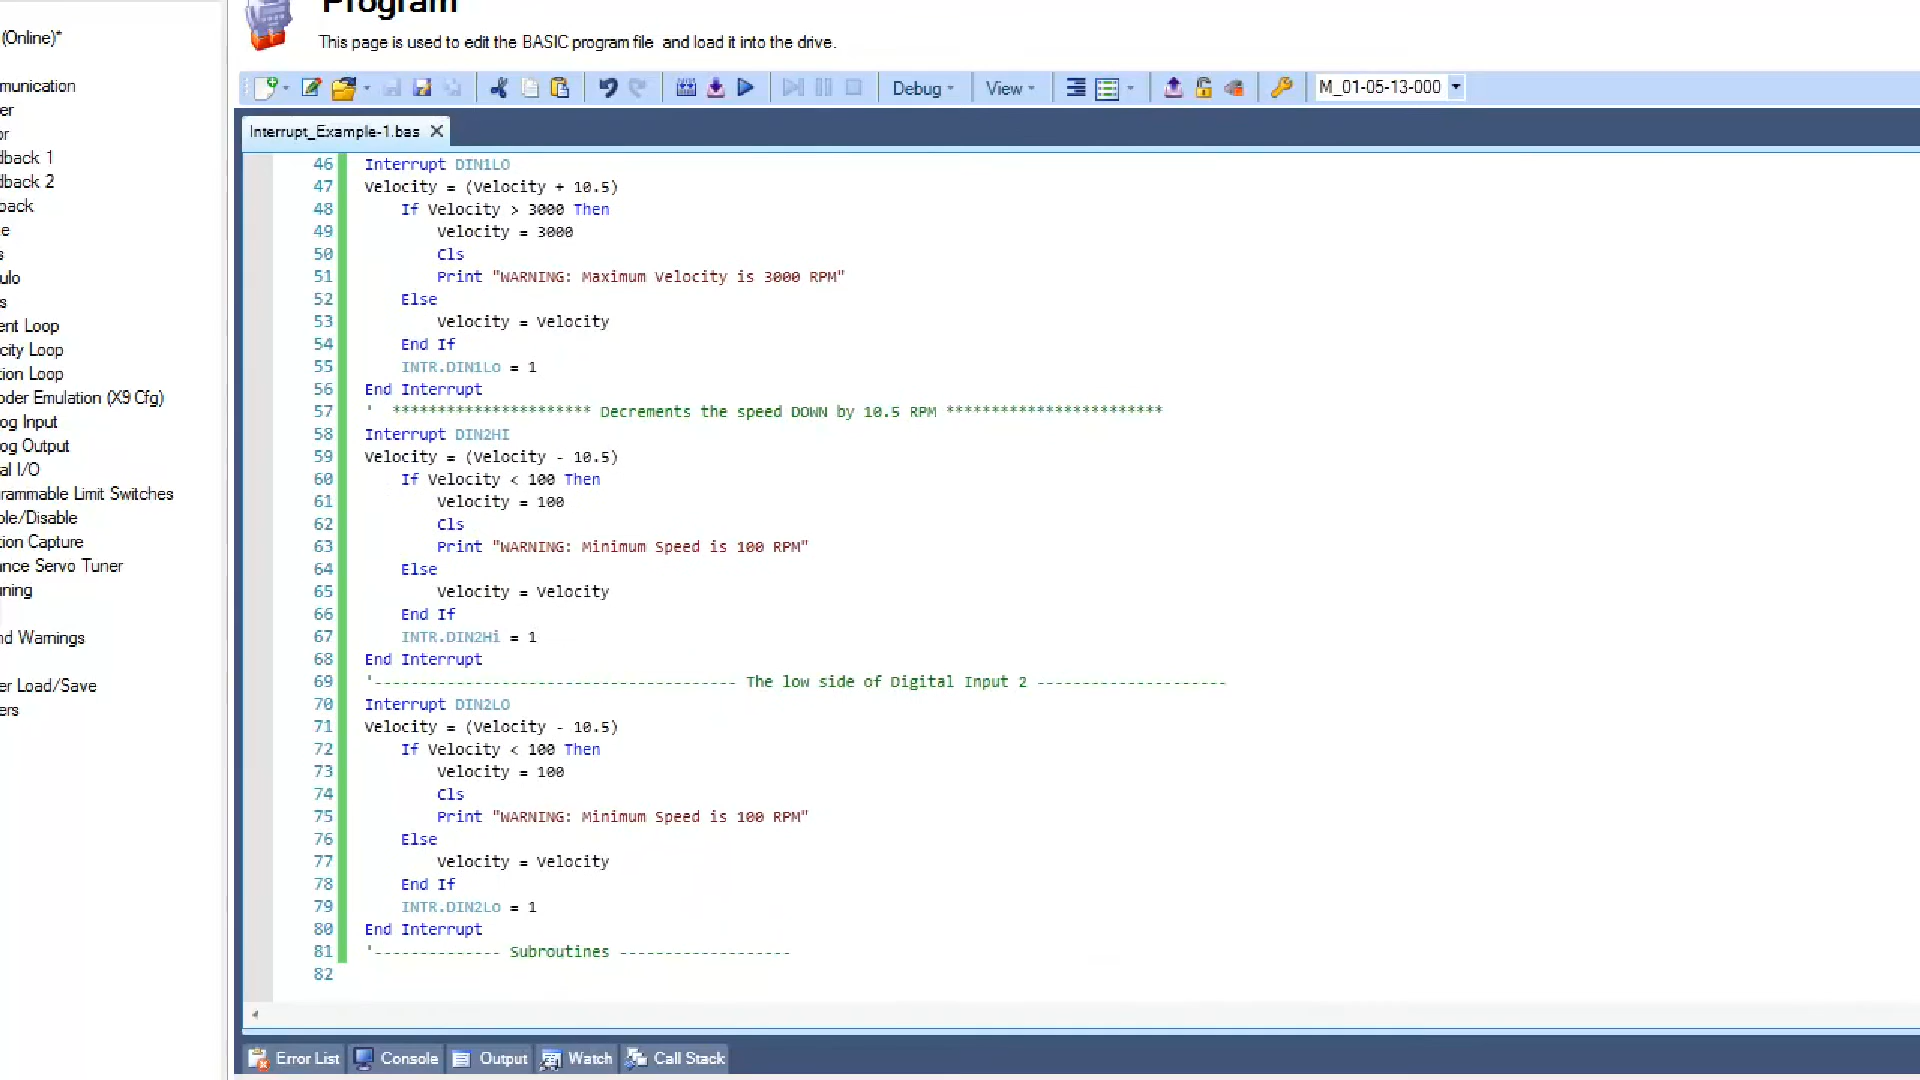 Program
(Online)*
This page is used to edit the BASIC program file and load it into the drive.
munication
er
or
dback 1
dback 2
back
e
s
ulo
s
ent Loop
city Loop
tion Loop
oder Emulation (X9 Cfg)
og Input
og Output
al I/O
grammable Limit Switches
ble/Disable
tion Capture
ance Servo Tuner
uning
nd Warnings
er Load/Save
ers
Debug View M_01-05-13-000
Interrupt_Example-1.bas
46 Interrupt DIN1LO
47 Velocity = (Velocity + 10.5)
48 If Velocity > 3000 Then
49 Velocity = 3000
50 Cls
51 Print "WARNING: Maximum Velocity is 3000 RPM"
52 Else
53 Velocity = Velocity
54 End If
55 INTR.DIN1Lo = 1
56 End Interrupt
57 ' ********************** Decrements the speed DOWN by 10.5 RPM ************************
58 Interrupt DIN2HI
59 Velocity = (Velocity - 10.5)
60 If Velocity < 100 Then
61 Velocity = 100
62 Cls
63 Print "WARNING: Minimum Speed is 100 RPM"
64 Else
65 Velocity = Velocity
66 End If
67 INTR.DIN2Hi = 1
68 End Interrupt
69 '---------------------------------------- The low side of Digital Input 2 ---------------------
70 Interrupt DIN2LO
71 Velocity = (Velocity - 10.5)
72 If Velocity < 100 Then
73 Velocity = 100
74 Cls
75 Print "WARNING: Minimum Speed is 100 RPM"
76 Else
77 Velocity = Velocity
78 End If
79 INTR.DIN2Lo = 1
80 End Interrupt
81 '-------------- Subroutines -------------------
82
Error List Console Output Watch Call Stack